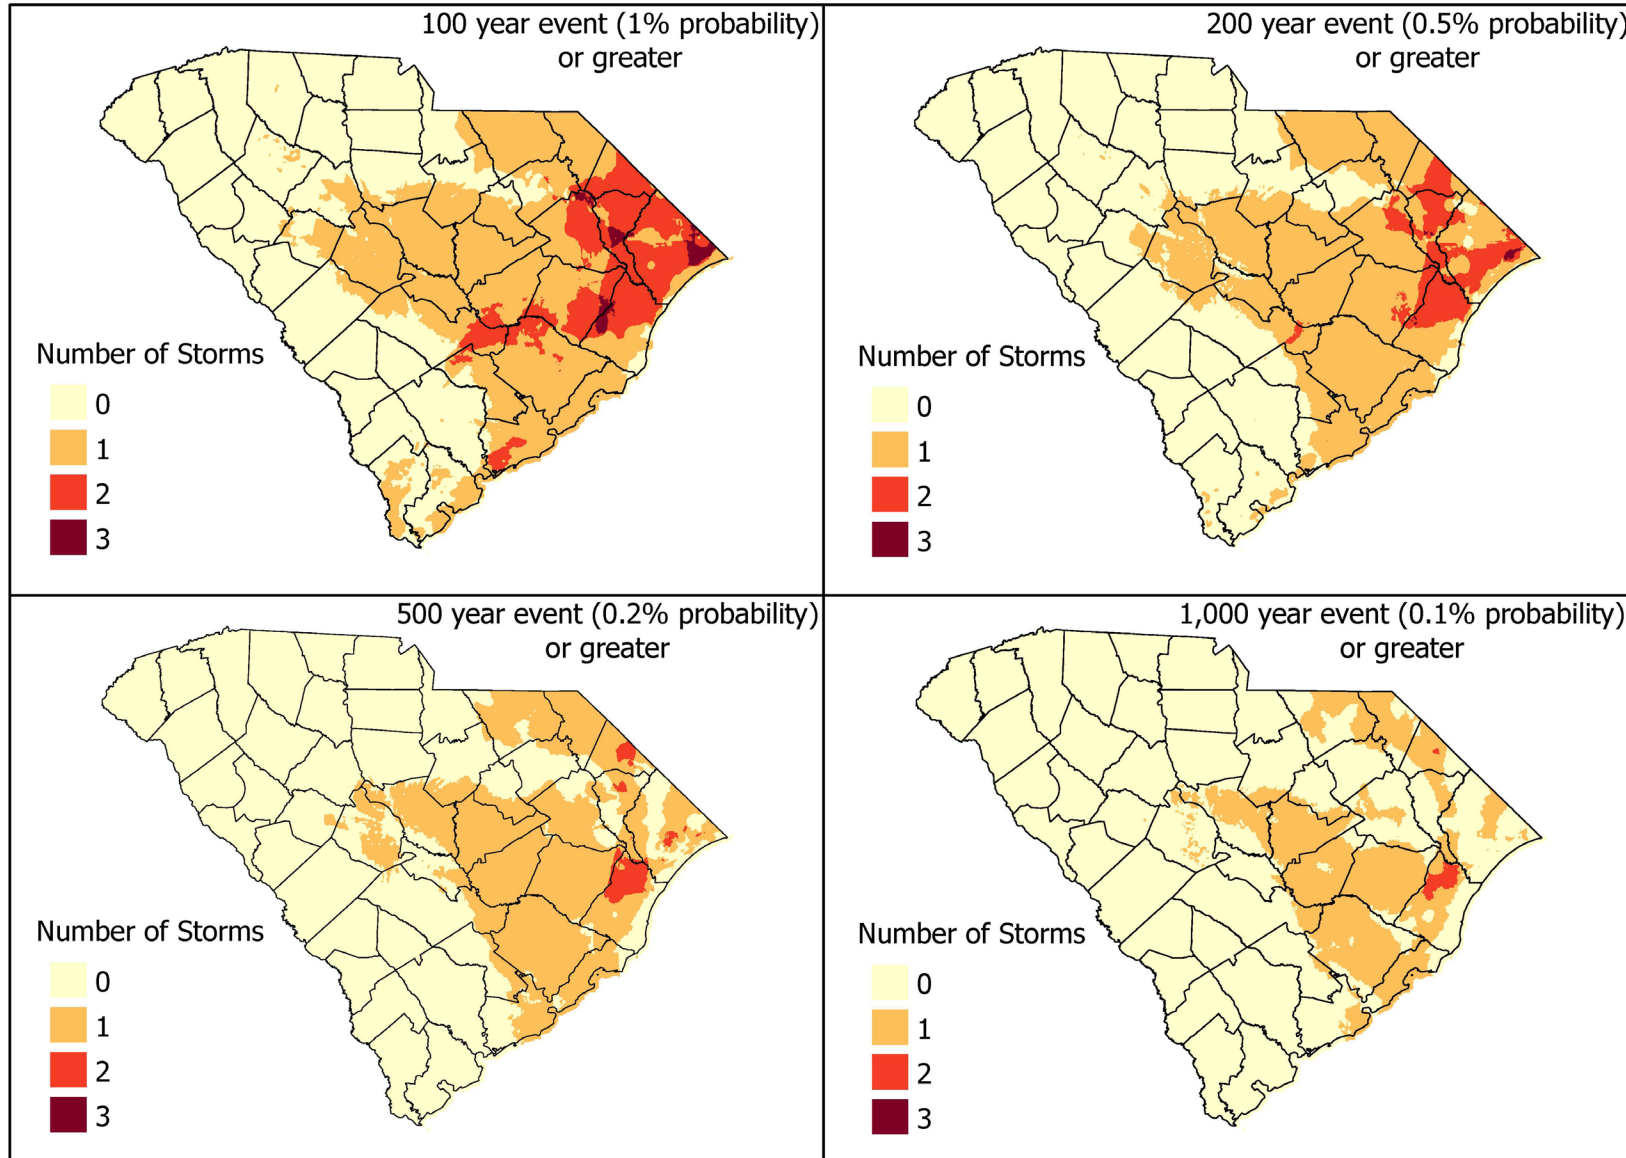 100 year event (1% probability)
or greater
Number of Storms
0
1
2
3
200 year event (0.5% probability)
or greater
Number of Storms
0
1
2
3
500 year event (0.2% probability)
or greater
Number of Storms
0
1
2
3
1,000 year event (0.1% probability)
or greater
Number of Storms
0
1
2
3